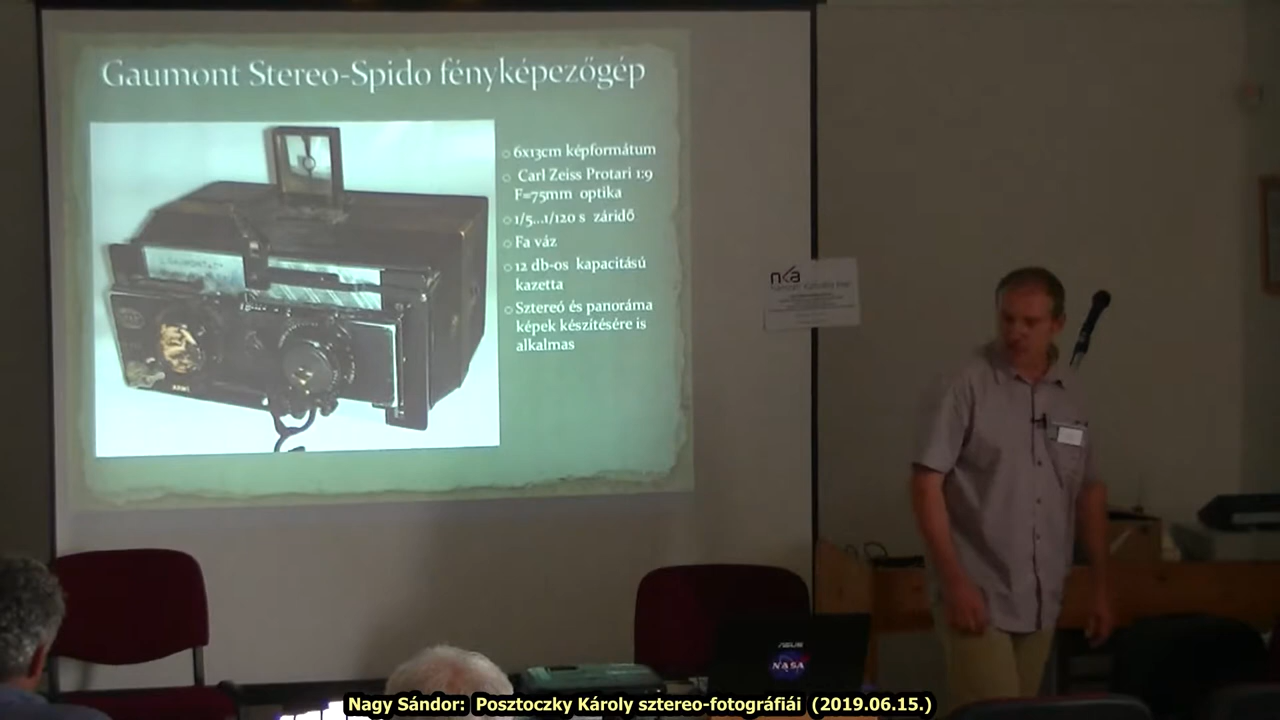 Gaumont Stereo-Spido fényképezőgép
6x13cm képformátum
Carl Zeiss Protari 1:9
F=75mm optika
1/5...1/120 s záridő
Fa váz
12 db-os kapacitású
kazetta
Sztereó és panoráma
képek készítésére is
alkalmas
nka
ASUS
NASA
Nagy Sándor: Posztoczky Károly sztereo-fotográfiái (2019.06.15.)